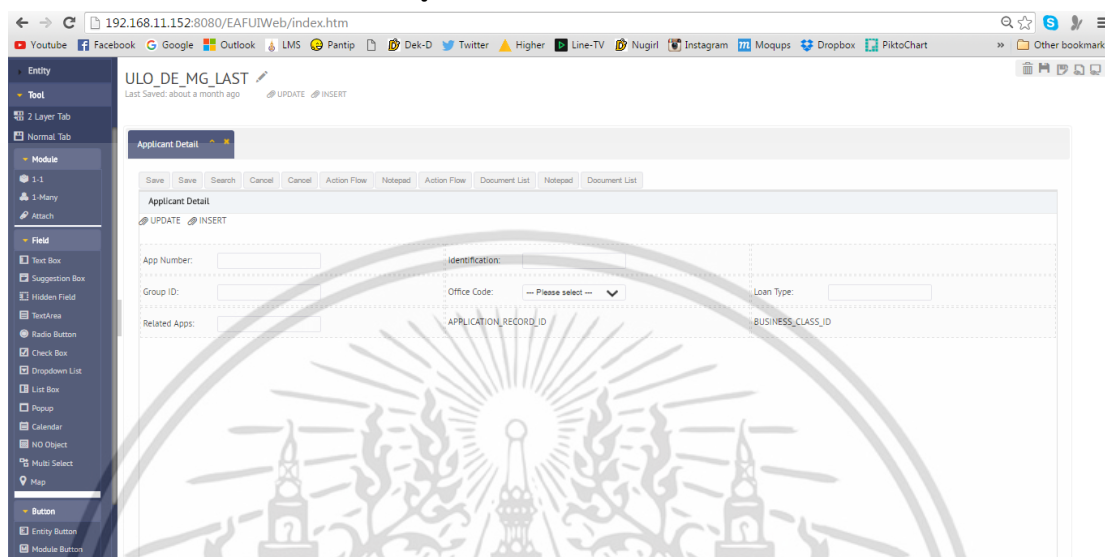 192.168.11.152:8080/EAFUIWeb/index.htm
Youtube Facebook Google Outlook LMS Pantip Dek-D Twitter Higher Line-TV Nugirl Instagram Moqups Dropbox PiktoChart » Other bookmark
Entity
Tool
2 Layer Tab
Normal Tab
Module
1-1
1-Many
Attach
Field
Text Box
Suggestion Box
Hidden Field
TextArea
Radio Button
Check Box
Dropdown List
List Box
Popup
Calendar
NO Object
Multi Select
Map
Button
Entity Button
Module Button
ULO_DE_MG_LAST
Last Saved: about a month ago UPDATE INSERT
Applicant Detail
Save Save Search Cancel Cancel Action Flow Notepad Action Flow Document List Notepad Document List
Applicant Detail
UPDATE INSERT
App Number: Identification:
Group ID: Office Code: --- Please select --- Loan Type:
Related Apps: APPLICATION_RECORD_ID BUSINESS_CLASS_ID